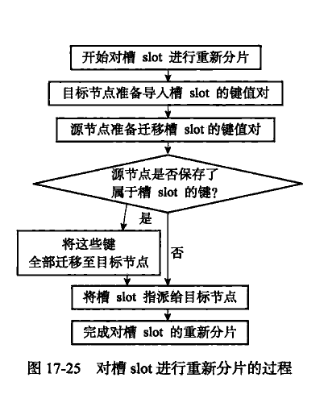 开始对槽 slot 进行重新分片
目标节点准备导入槽 slot 的键值对
源节点准备迁移槽 slot 的键值对
源节点是否保存了
属于槽 slot 的键?
是
将这些键
全部迁移至目标节点
否
将槽 slot 指派给目标节点
完成对槽 slot 的重新分片
图 17-25 对槽 slot 进行重新分片的过程